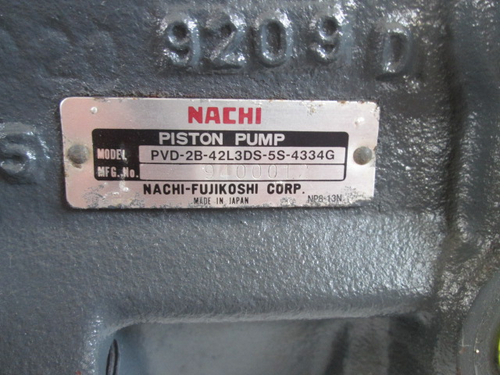 9209D
S
NACHI
PISTON PUMP
MODEL PVD-2B-42L3DS-5S-4334G
MFG.No.
NACHI-FUJIKOSHI CORP.
MADE IN JAPAN NPB-13N